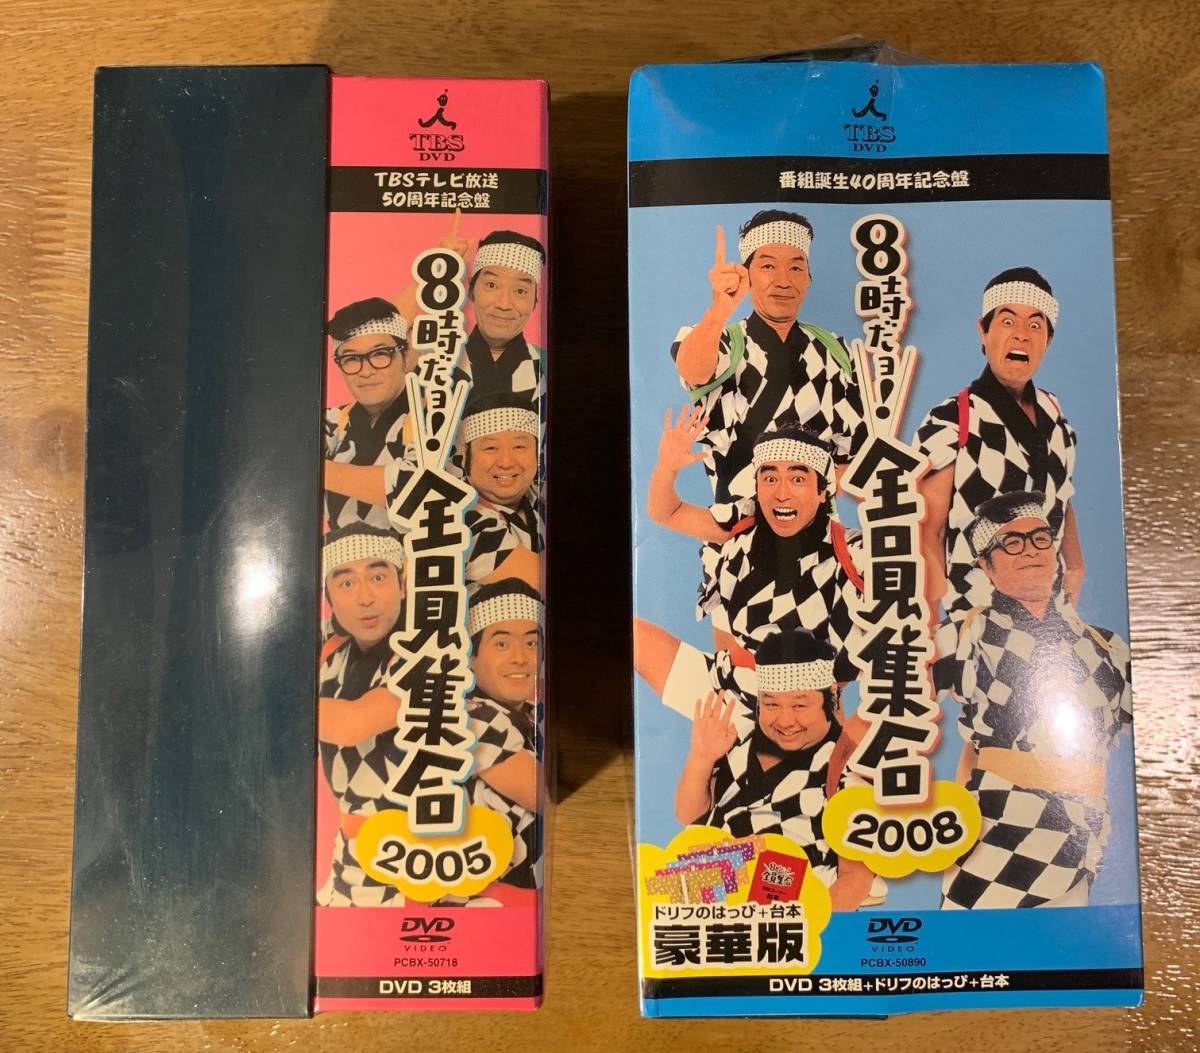 TBS
DVD
TBSテレビ放送
50周年記念盤
8時だョ!
全員集合
2005
DVD
VIDEO
PCBX-50718
DVD 3枚組
TBS
DVD
番組誕生40周年記念盤
8時だョ!
全員集合
2008
ドリフのはっぴ+台本
豪華版
DVD
VIDEO
PCBX-50890
DVD 3枚組+ドリフのはっぴ+台本